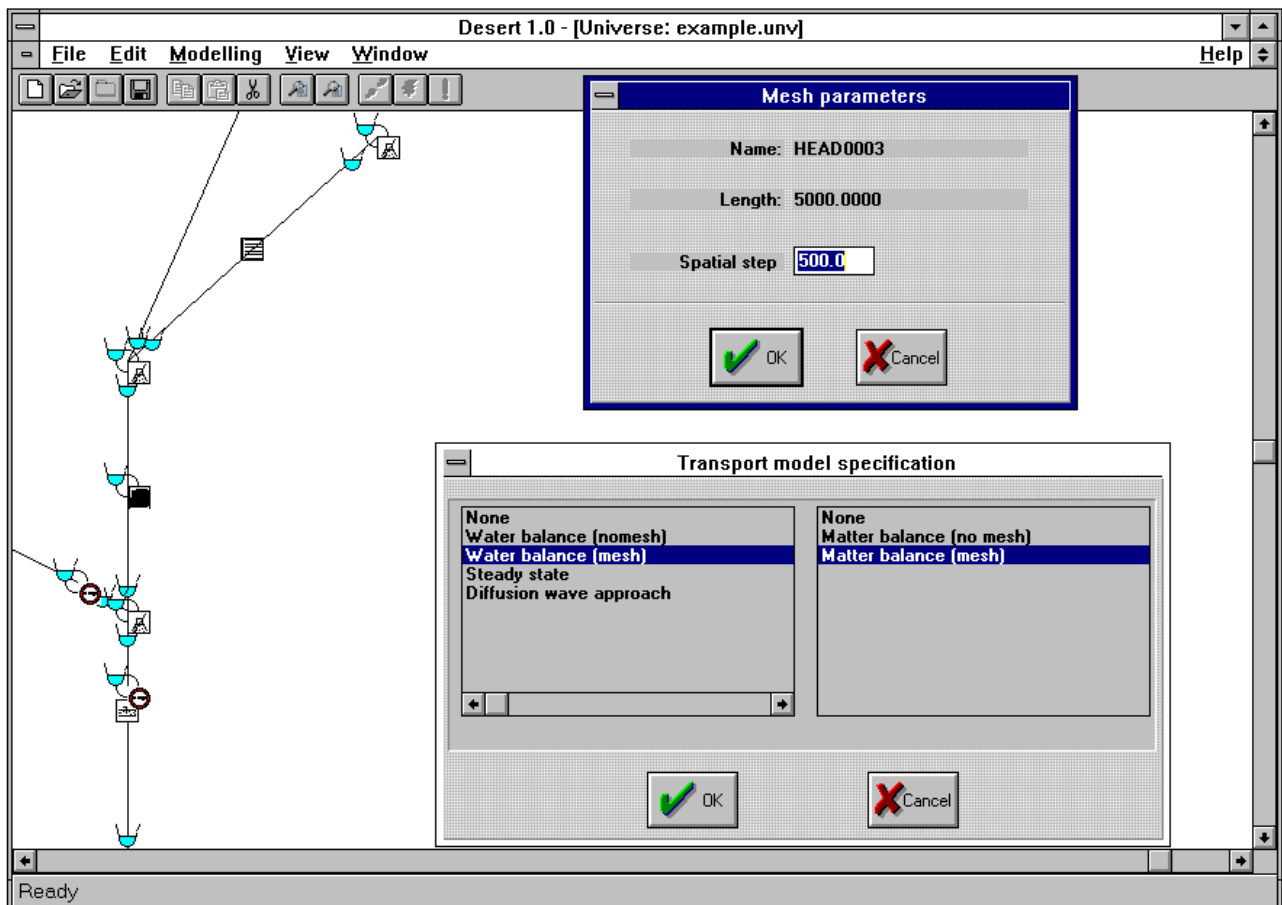 Desert 1.0 - [Universe: example.unv]
File Edit Modelling View Window Help
Mesh parameters
Name: HEAD0003
Length: 5000.0000
Spatial step 500.0
OK Cancel
Transport model specification
None
Water balance (nomesh)
Water balance (mesh)
Steady state
Diffusion wave approach
None
Matter balance (no mesh)
Matter balance (mesh)
OK Cancel
Ready